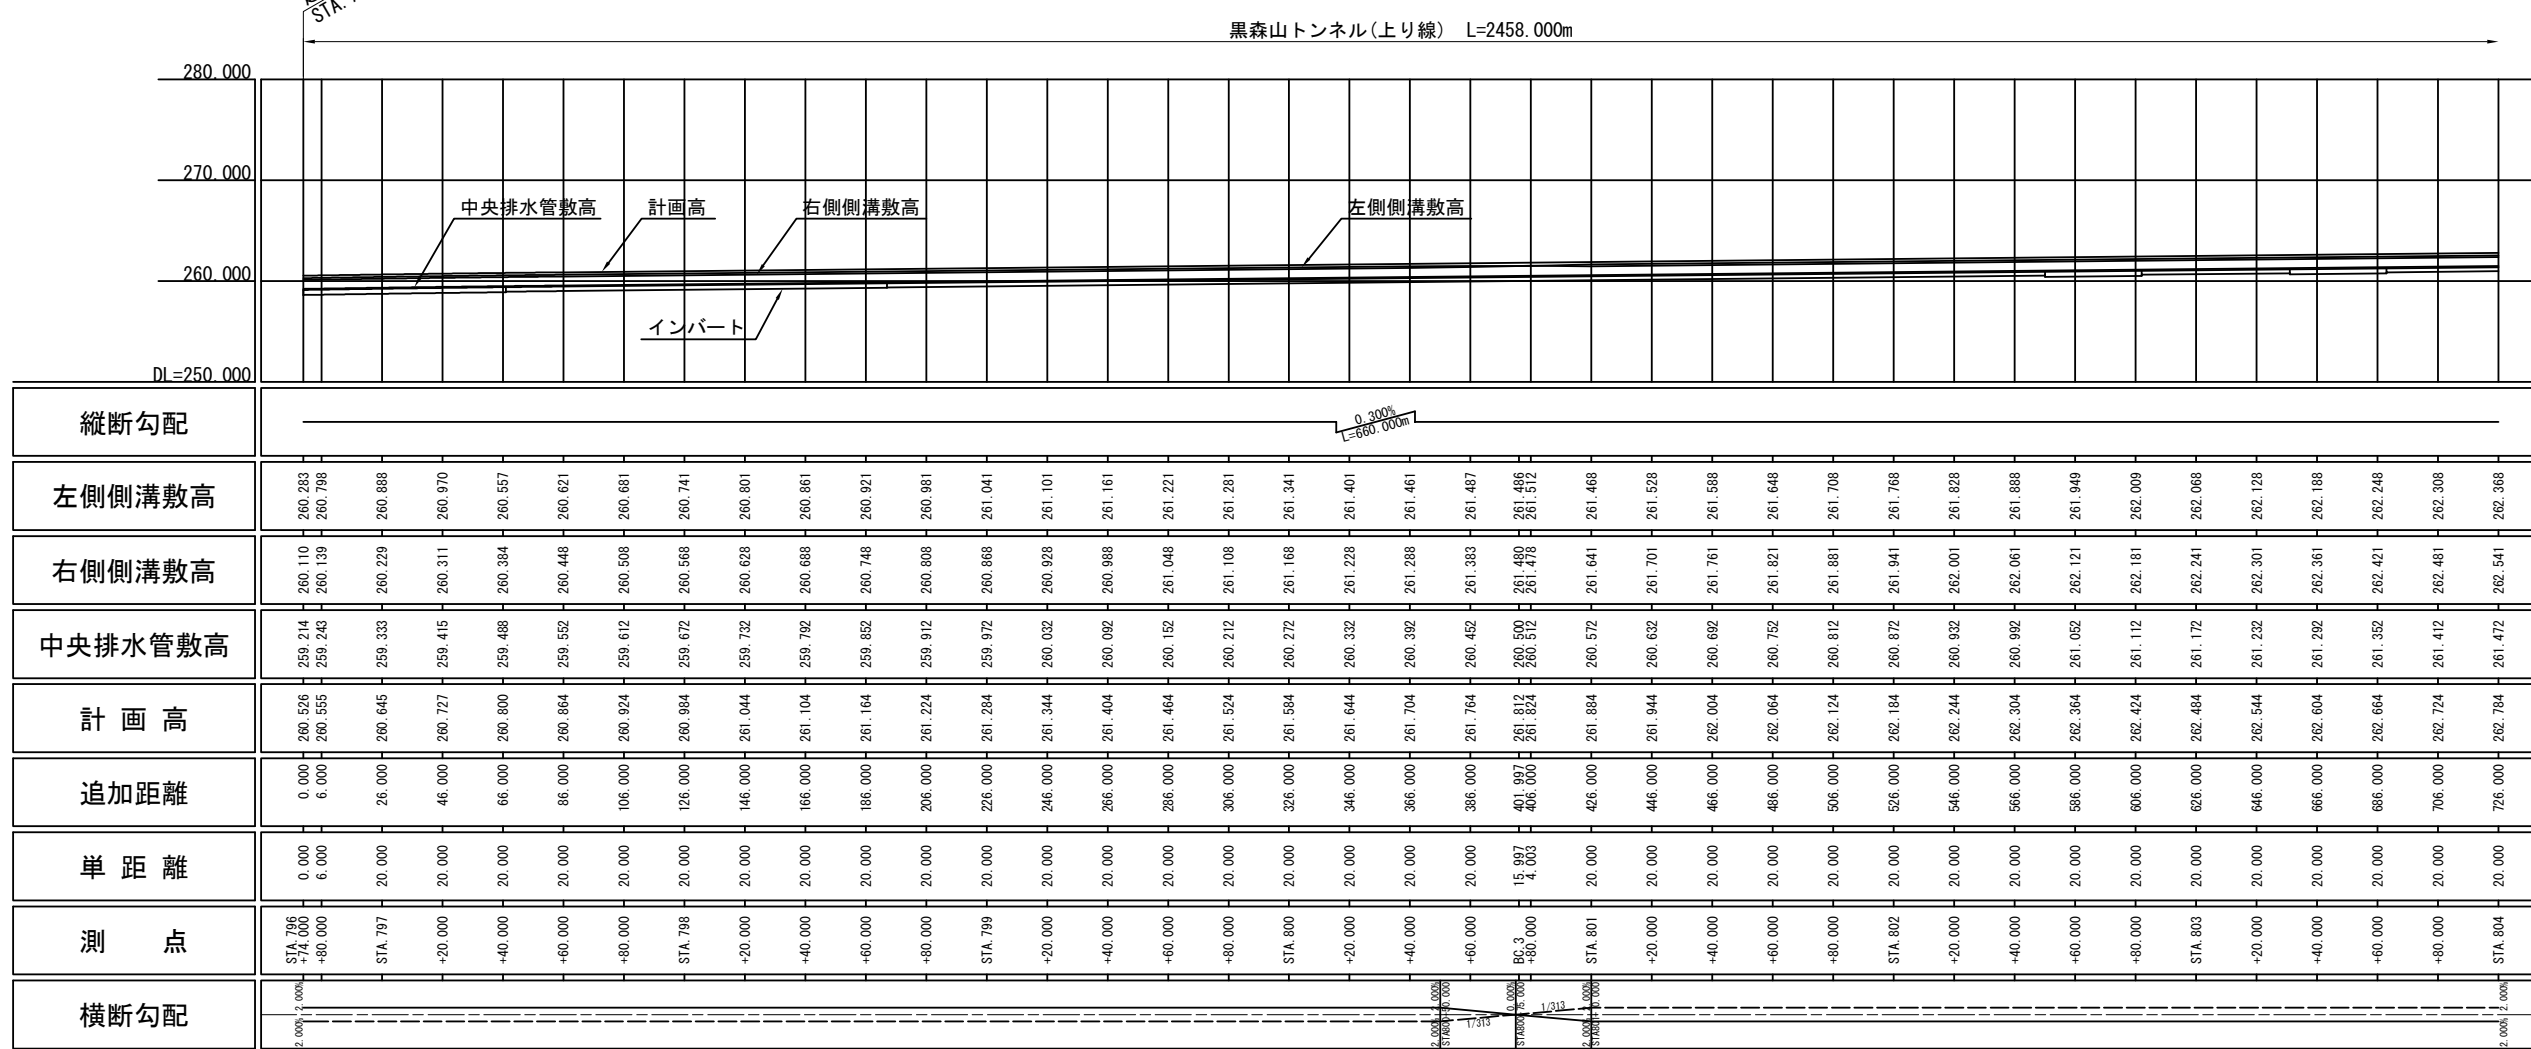 STA.
黒森山トンネル(上り線) L=2458.000m
280.000
270.000
中央排水管敷高
計画高
右側側溝敷高
左側側溝敷高
260.000
インバート
DL=250.000
縦断勾配
0.300%
L=660.000m
左側側溝敷高
260.283 260.798 260.888 260.970 260.557 260.621 260.681 260.741 260.801 260.861 260.921 260.981 261.041 261.101 261.161 261.221 261.281 261.341 261.401 261.461 261.487 261.486 261.512 261.468 261.528 261.588 261.648 261.708 261.768 261.828 261.888 261.949 262.009 262.068 262.128 262.188 262.248 262.308 262.368
右側側溝敷高
260.110 260.139 260.229 260.311 260.384 260.448 260.508 260.568 260.628 260.688 260.748 260.808 260.868 260.928 260.988 261.048 261.108 261.168 261.228 261.288 261.383 261.480 261.478 261.641 261.701 261.761 261.821 261.881 261.941 262.001 262.061 262.121 262.181 262.241 262.301 262.361 262.421 262.481 262.541
中央排水管敷高
259.214 259.243 259.333 259.415 259.488 259.552 259.612 259.672 259.732 259.792 259.852 259.912 259.972 260.032 260.092 260.152 260.212 260.272 260.332 260.392 260.452 260.500 260.512 260.572 260.632 260.692 260.752 260.812 260.872 260.932 260.992 261.052 261.112 261.172 261.232 261.292 261.352 261.412 261.472
計画高
260.526 260.555 260.645 260.727 260.800 260.864 260.924 260.984 261.044 261.104 261.164 261.224 261.284 261.344 261.404 261.464 261.524 261.584 261.644 261.704 261.764 261.812 261.824 261.884 261.944 262.004 262.064 262.124 262.184 262.244 262.304 262.364 262.424 262.484 262.544 262.604 262.664 262.724 262.784
追加距離
0.000 6.000 26.000 46.000 66.000 86.000 106.000 126.000 146.000 166.000 186.000 206.000 226.000 246.000 266.000 286.000 306.000 326.000 346.000 366.000 386.000 401.997 406.000 426.000 446.000 466.000 486.000 506.000 526.000 546.000 566.000 586.000 606.000 626.000 646.000 666.000 686.000 706.000 726.000
単距離
0.000 6.000 20.000 20.000 20.000 20.000 20.000 20.000 20.000 20.000 20.000 20.000 20.000 20.000 20.000 20.000 20.000 20.000 20.000 20.000 20.000 15.997 4.003 20.000 20.000 20.000 20.000 20.000 20.000 20.000 20.000 20.000 20.000 20.000 20.000 20.000 20.000 20.000 20.000
測点
STA.796 +74.000 +80.000 STA.797 +20.000 +40.000 +60.000 +80.000 STA.798 +20.000 +40.000 +60.000 +80.000 STA.799 +20.000 +40.000 +60.000 +80.000 STA.800 +20.000 +40.000 +60.000 BC.3 +80.000 STA.801 +20.000 +40.000 +60.000 +80.000 STA.802 +20.000 +40.000 +60.000 +80.000 STA.803 +20.000 +40.000 +60.000 +80.000 STA.804
横断勾配
2.000% 2.000% 2.000% 2.000% 1/313 0.000% 1/313 2.000% 2.000% 2.000%